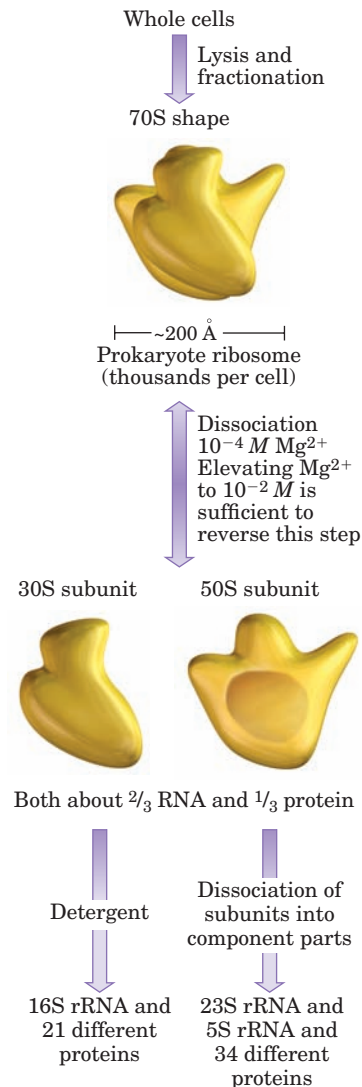 Whole cells
Lysis and
fractionation
70S shape
~200 Å
Prokaryote ribosome
(thousands per cell)
Dissociation
10⁻⁴ M Mg²⁺
Elevating Mg²⁺
to 10⁻² M is
sufficient to
reverse this step
30S subunit
50S subunit
Both about ²/₃ RNA and ¹/₃ protein
Detergent
Dissociation of
subunits into
component parts
16S rRNA and
21 different
proteins
23S rRNA and
5S rRNA and
34 different
proteins